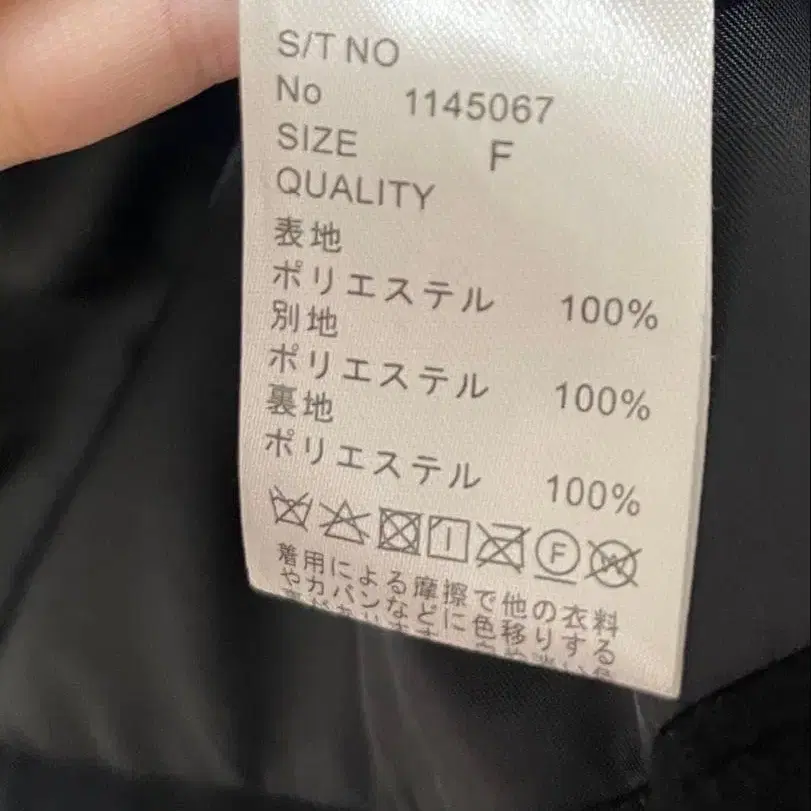 S/T NO
No 1145067
SIZE F
QUALITY
表地
ポリエステル 100%
別地
ポリエステル 100%
裏地
ポリエステル 100%
F W
着用による摩擦で他の衣料
やカバンなどに色移りする